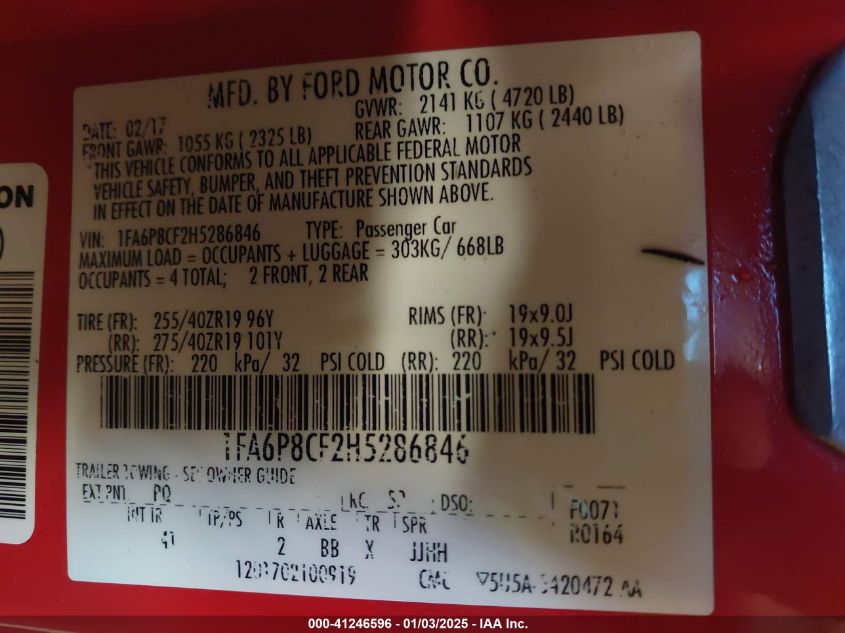 MFD. BY FORD MOTOR CO.
DATE: 02/17 GVWR: 2141 KG ( 4720 LB)
FRONT GAWR: 1055 KG ( 2325 LB) REAR GAWR: 1107 KG ( 2440 LB)
THIS VEHICLE CONFORMS TO ALL APPLICABLE FEDERAL MOTOR
VEHICLE SAFETY, BUMPER, AND THEFT PREVENTION STANDARDS
IN EFFECT ON THE DATE OF MANUFACTURE SHOWN ABOVE.
VIN: 1FA6P8CF2H5286846 TYPE: Passenger Car
MAXIMUM LOAD = OCCUPANTS + LUGGAGE = 303KG/ 668LB
OCCUPANTS = 4 TOTAL; 2 FRONT, 2 REAR
TIRE (FR): 255/40ZR19 96Y RIMS (FR): 19x9.0J
(RR): 275/40ZR19 101Y (RR): 19x9.5J
PRESSURE (FR): 220 kPa/ 32 PSI COLD (RR): 220 kPa/ 32 PSI COLD
1FA6P8CF2H5286846
TRAILER TOWING - SEE OWNER GUIDE
EXT PNT: PQ DSO: F0071
INT TR TP/PS R AXLE TR SPR R0164
41 2 BB X JJHH
1201702100919
ON
000-41246596 - 01/03/2025 - IAA Inc.